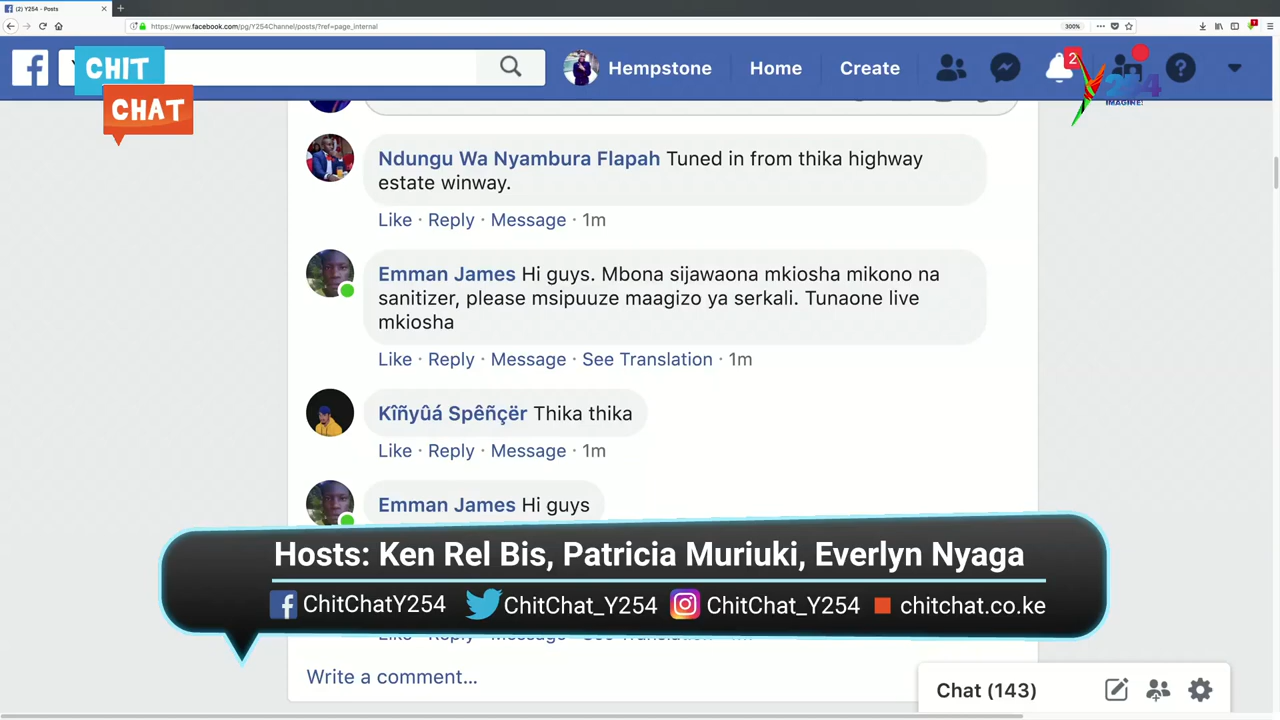 (2) Y254 - Posts
https://www.facebook.com/pg/Y254Channel/posts/?ref=page_internal
300%
CHIT
CHAT
Hempstone
Home
Create
2
Y254
IMAGINE!
Ndungu Wa Nyambura Flapah Tuned in from thika highway
estate winway.
Like · Reply · Message · 1m
Emman James Hi guys. Mbona sijawaona mkiosha mikono na
sanitizer, please msipuuze maagizo ya serkali. Tunaone live
mkiosha
Like · Reply · Message · See Translation · 1m
Kîñyûá Spêñçër Thika thika
Like · Reply · Message · 1m
Emman James Hi guys
Hosts: Ken Rel Bis, Patricia Muriuki, Everlyn Nyaga
ChitChatY254 ChitChat_Y254 ChitChat_Y254 chitchat.co.ke
Write a comment...
Chat (143)